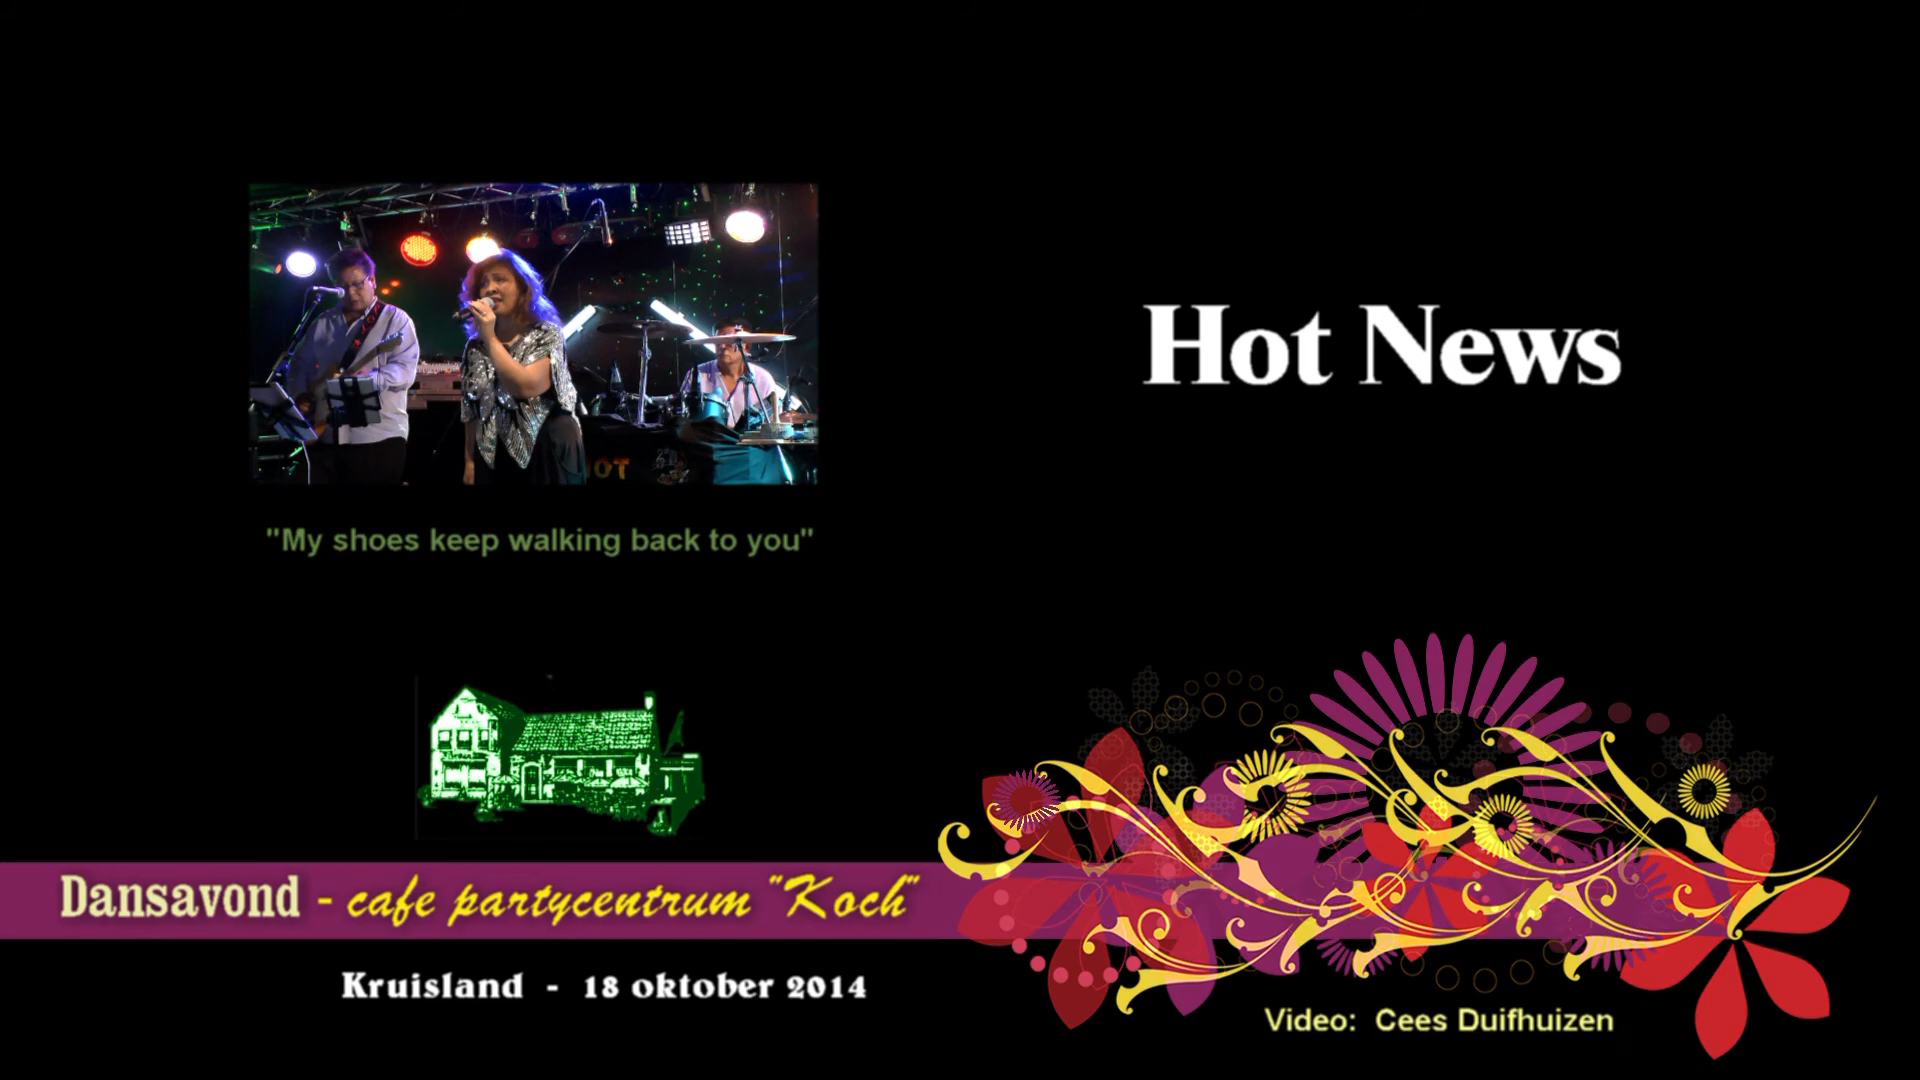 Hot News
HOT
"My shoes keep walking back to you"
Dansavond - cafe partycentrum "Koch"
Kruisland - 18 oktober 2014
Video: Cees Duifhuizen